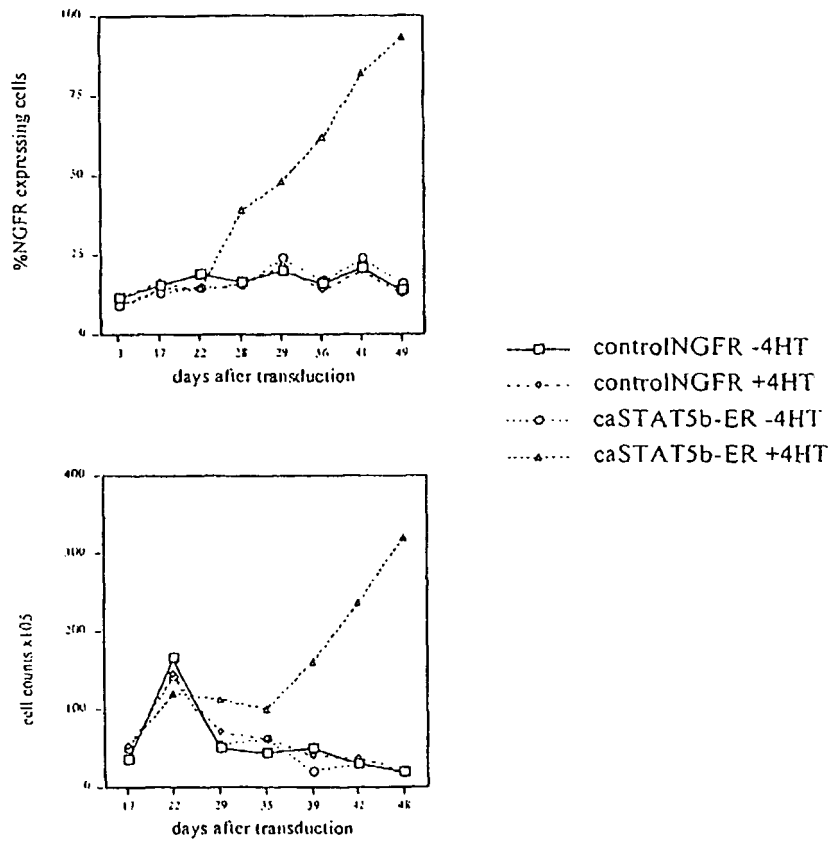 100
75
50
25
0
%NGFR expressing cells
17 22 28 29 36 41 49
days after transduction
controlNGFR -4HT
controlNGFR +4HT
caSTAT5b-ER -4HT
caSTAT5b-ER +4HT
400
300
200
100
0
cell counts x105
17 22 29 35 39 42 48
days after transduction